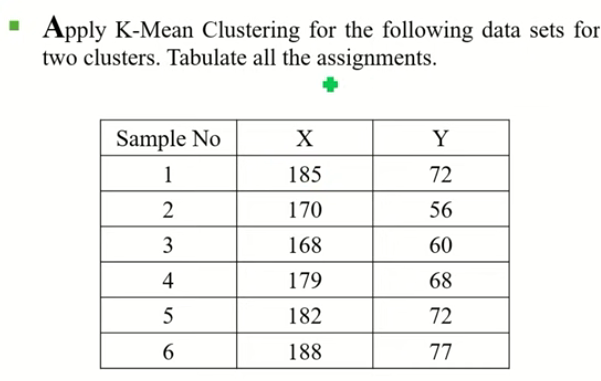 Apply K-Mean Clustering for the following data sets for
two clusters. Tabulate all the assignments.
Sample No X Y
1 185 72
2 170 56
3 168 60
4 179 68
5 182 72
6 188 77